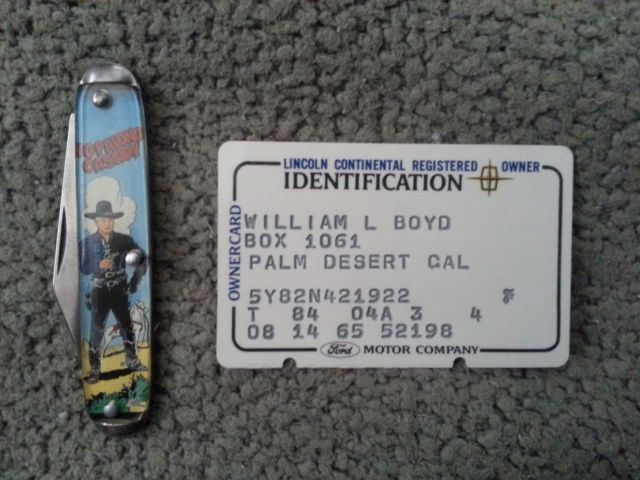 HOPALONG
CASSIDY
LINCOLN CONTINENTAL REGISTERED OWNER
IDENTIFICATION
OWNERCARD
WILLIAM L BOYD
BOX 1061
PALM DESERT CAL
5Y82N421922 F
T 84 04A 3 4
08 14 65 52198
Ford MOTOR COMPANY